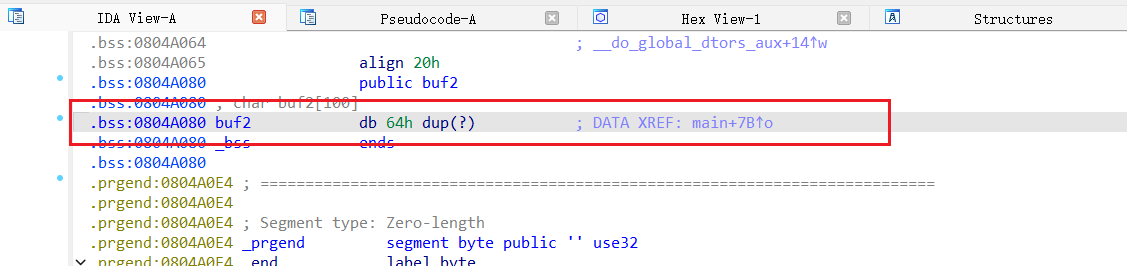 IDA View-A Pseudocode-A Hex View-1 Structures
.bss:0804A064 ; __do_global_dtors_aux+14↑w
.bss:0804A065 align 20h
.bss:0804A080 public buf2
.bss:0804A080 ; char buf2[100]
.bss:0804A080 buf2 db 64h dup(?) ; DATA XREF: main+7B↑o
.bss:0804A080 _bss ends
.bss:0804A080
.prgend:0804A0E4 ; ===========================================================================
.prgend:0804A0E4
.prgend:0804A0E4 ; Segment type: Zero-length
.prgend:0804A0E4 _prgend segment byte public '' use32
.prgend:0804A0E4 _end label byte